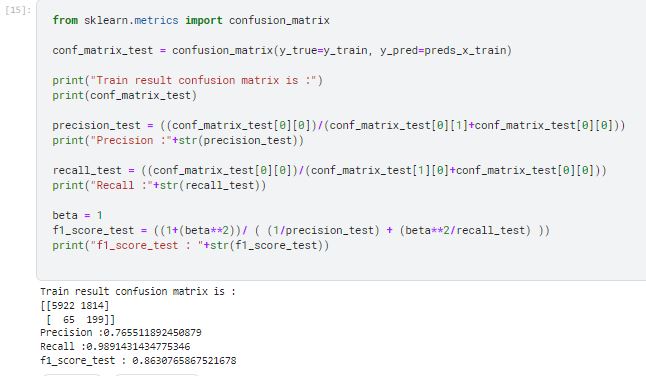 [15]:
from sklearn.metrics import confusion_matrix
conf_matrix_test = confusion_matrix(y_true=y_train, y_pred=preds_x_train)
print("Train result confusion matrix is :")
print(conf_matrix_test)
precision_test = ((conf_matrix_test[0][0])/(conf_matrix_test[0][1]+conf_matrix_test[0][0]))
print("Precision :"+str(precision_test))
recall_test = ((conf_matrix_test[0][0])/(conf_matrix_test[1][0]+conf_matrix_test[0][0]))
print("Recall :"+str(recall_test))
beta = 1
f1_score_test = ((1+(beta**2))/ ( (1/precision_test) + (beta**2/recall_test) ))
print("f1_score_test : "+str(f1_score_test))
Train result confusion matrix is :
[[5922 1814]
 [  65  199]]
Precision :0.765511892450879
Recall :0.9891431434775346
f1_score_test : 0.8630765867521678